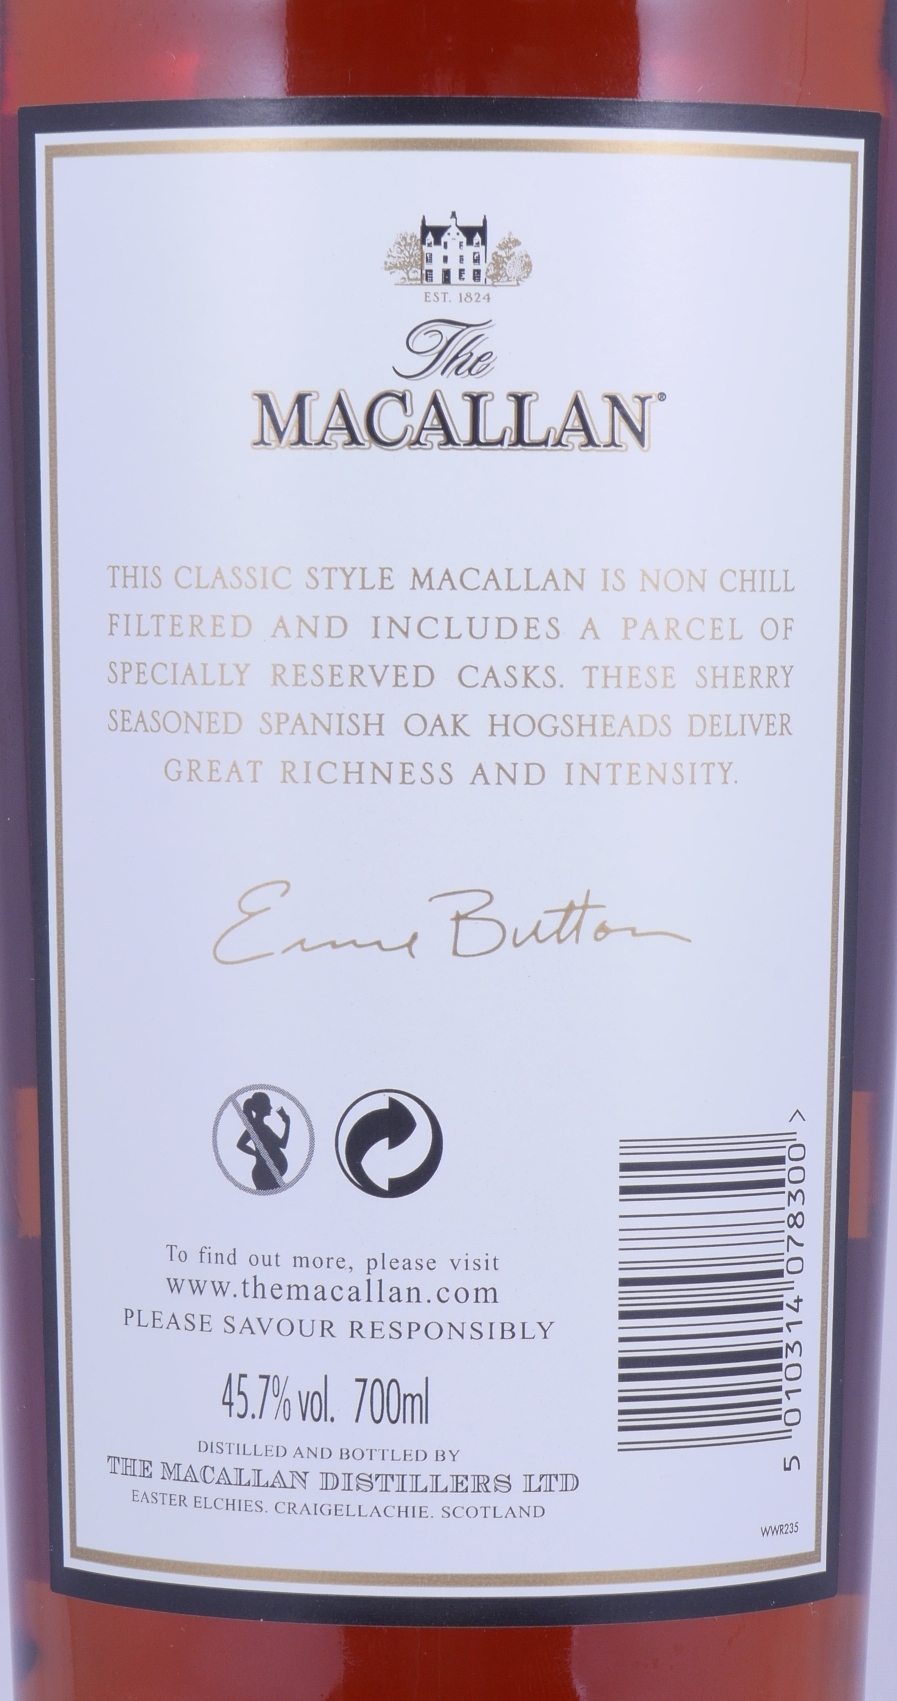 EST. 1824
The
MACALLAN®
THIS CLASSIC STYLE MACALLAN IS NON CHILL
FILTERED AND INCLUDES A PARCEL OF
SPECIALLY RESERVED CASKS. THESE SHERRY
SEASONED SPANISH OAK HOGSHEADS DELIVER
GREAT RICHNESS AND INTENSITY.
Ernie Button
To find out more, please visit
www.themacallan.com
PLEASE SAVOUR RESPONSIBLY
45.7% vol. 700ml
DISTILLED AND BOTTLED BY
THE MACALLAN DISTILLERS LTD
EASTER ELCHIES. CRAIGELLACHIE. SCOTLAND
5 010314 078300 >
WWR235